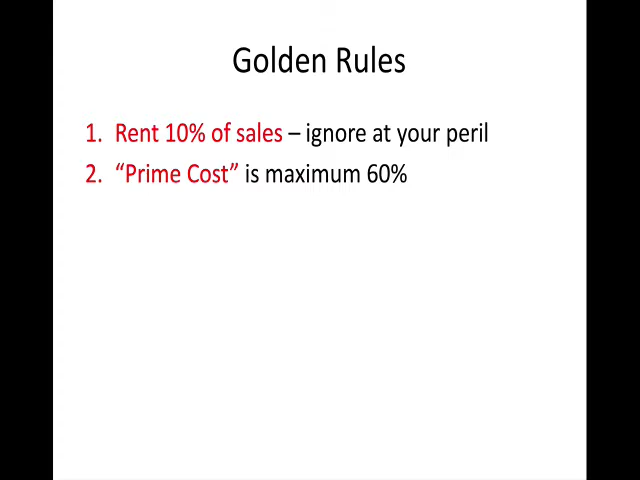 Golden Rules
1. Rent 10% of sales – ignore at your peril
2. “Prime Cost” is maximum 60%